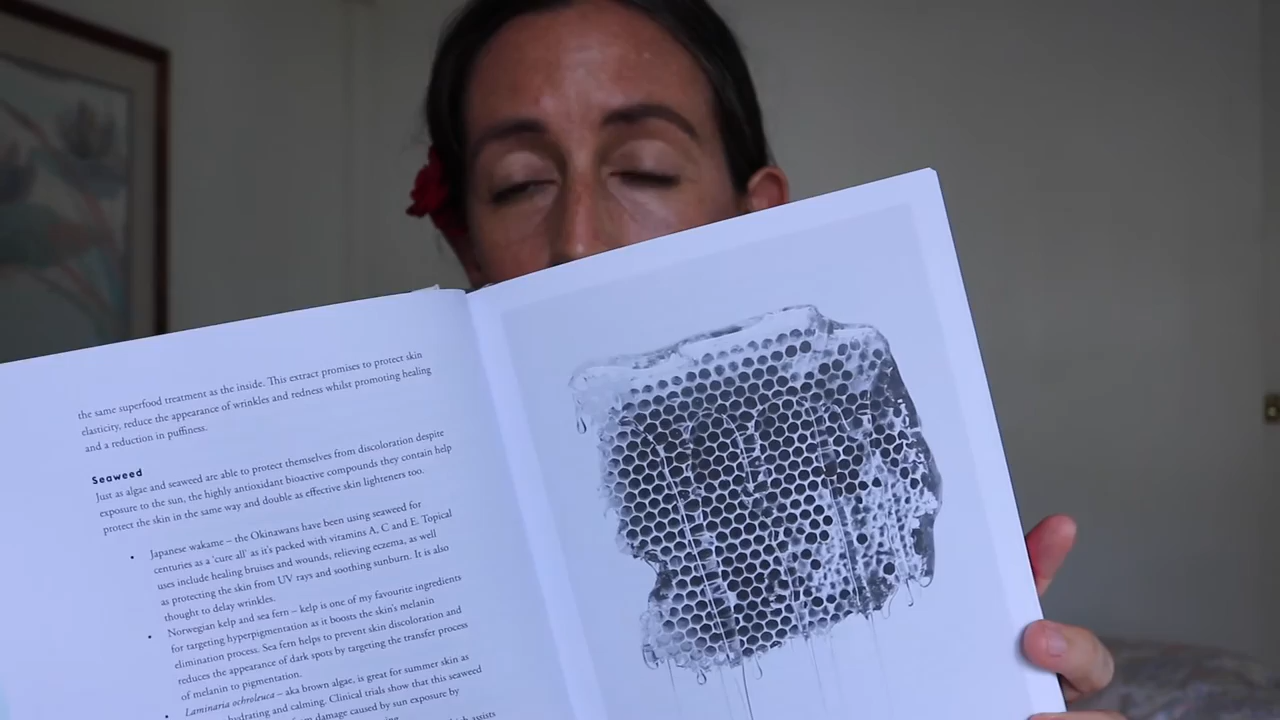 the same superfood treatment as the inside. This extract promises to protect skin
elasticity, reduce the appearance of wrinkles and redness whilst promoting healing
and a reduction in puffiness.
Seaweed
Just as algae and seaweed are able to protect themselves from discoloration despite
exposure to the sun, the highly antioxidant bioactive compounds they contain help
protect the skin in the same way and double as effective skin lighteners too.
• Japanese wakame – the Okinawans have been using seaweed for
centuries as a 'cure all' as it's packed with vitamins A, C and E. Topical
uses include healing bruises and wounds, relieving eczema, as well
as protecting the skin from UV rays and soothing sunburn. It is also
thought to delay wrinkles.
• Norwegian kelp and sea fern – kelp is one of my favourite ingredients
for targeting hyperpigmentation as it boosts the skin's melanin
elimination process. Sea fern helps to prevent skin discoloration and
reduces the appearance of dark spots by targeting the transfer process
of melanin to pigmentation.
• Laminaria ochroleuca – aka brown algae, is great for summer skin as
hydrating and calming. Clinical trials show that this seaweed
damage caused by sun exposure by
assists